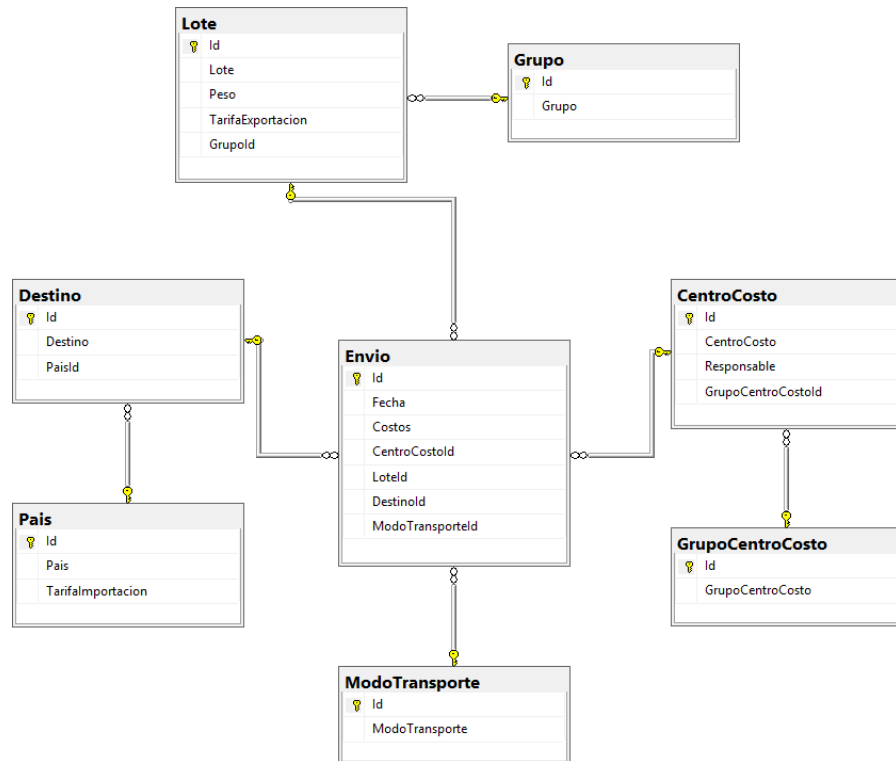 Lote
Id
Lote
Peso
TarifaExportacion
GrupoId
Grupo
Id
Grupo
Destino
Id
Destino
PaisId
Envio
Id
Fecha
Costos
CentroCostoId
LoteId
DestinoId
ModoTransporteId
CentroCosto
Id
CentroCosto
Responsable
GrupoCentroCostoId
Pais
Id
Pais
TarifaImportacion
GrupoCentroCosto
Id
GrupoCentroCosto
ModoTransporte
Id
ModoTransporte